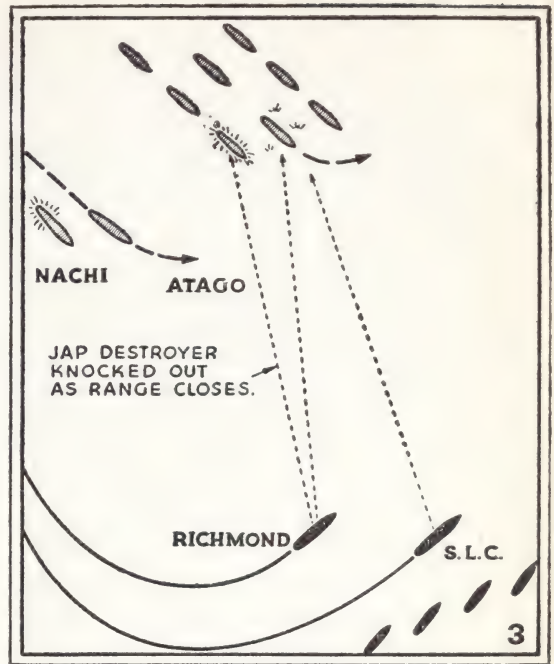 NACHI
ATAGO
JAP DESTROYER
KNOCKED OUT
AS RANGE CLOSES.
RICHMOND
S.L.C.
3